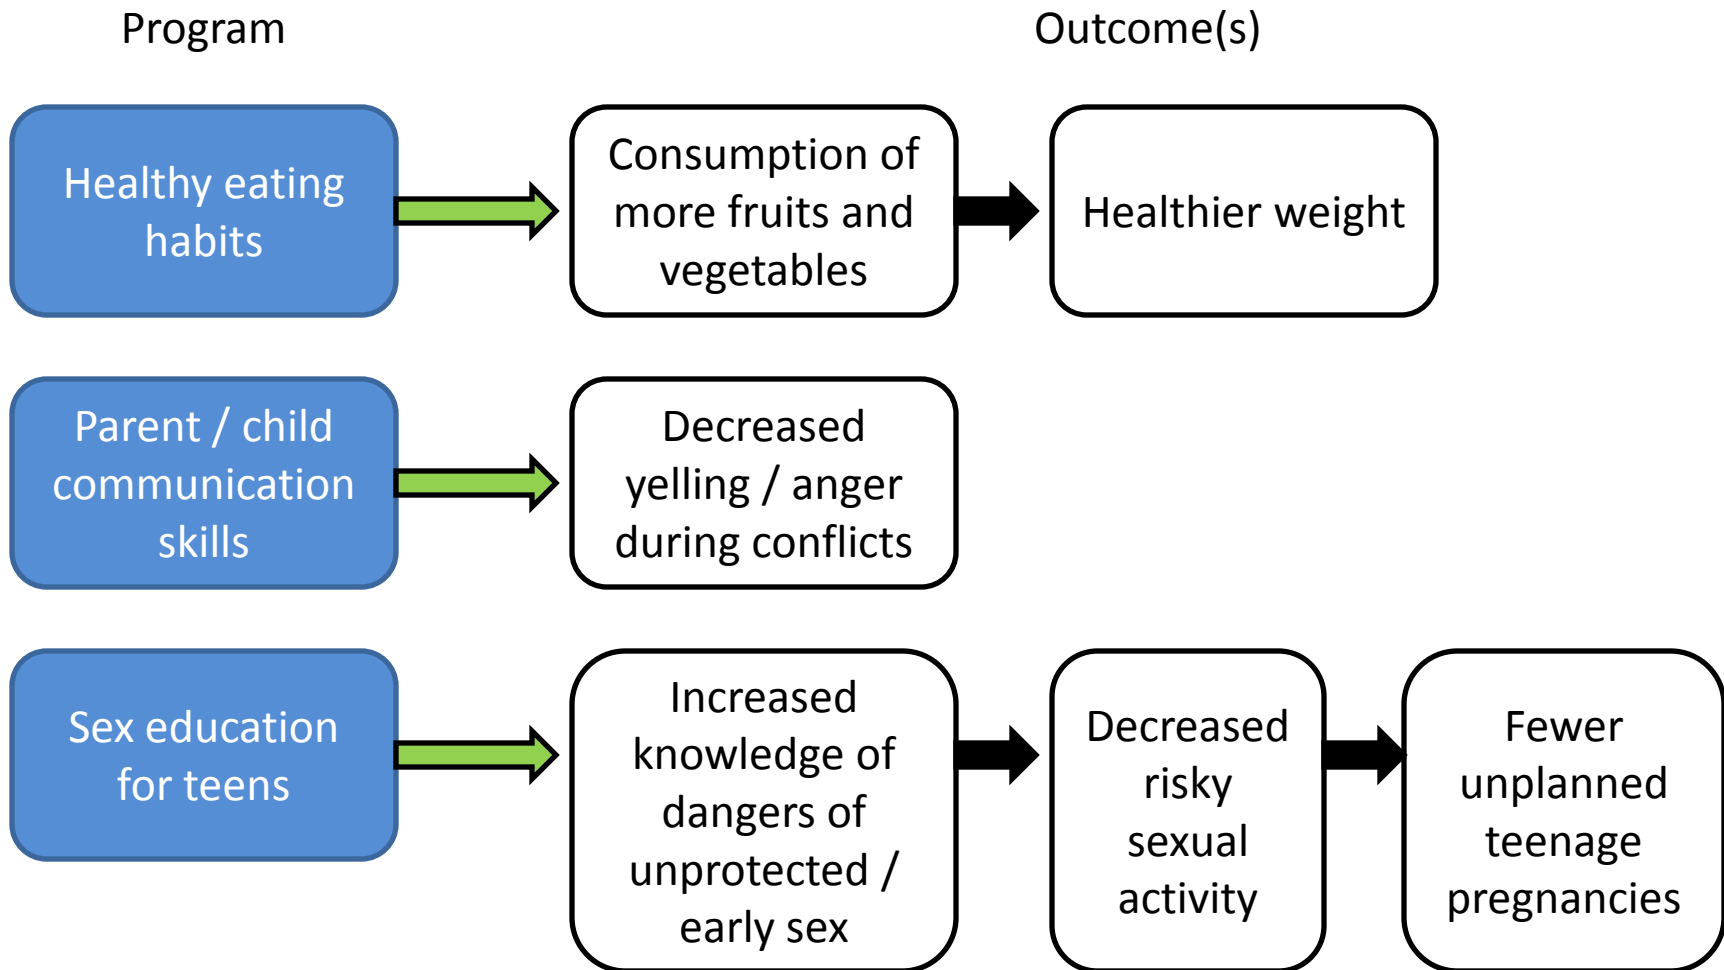 Program
Outcome(s)
Healthy eating
habits
Consumption of
more fruits and
vegetables
Healthier weight
Parent / child
communication
skills
Decreased
yelling / anger
during conflicts
Sex education
for teens
Increased
knowledge of
dangers of
unprotected /
early sex
Decreased
risky
sexual
activity
Fewer
unplanned
teenage
pregnancies